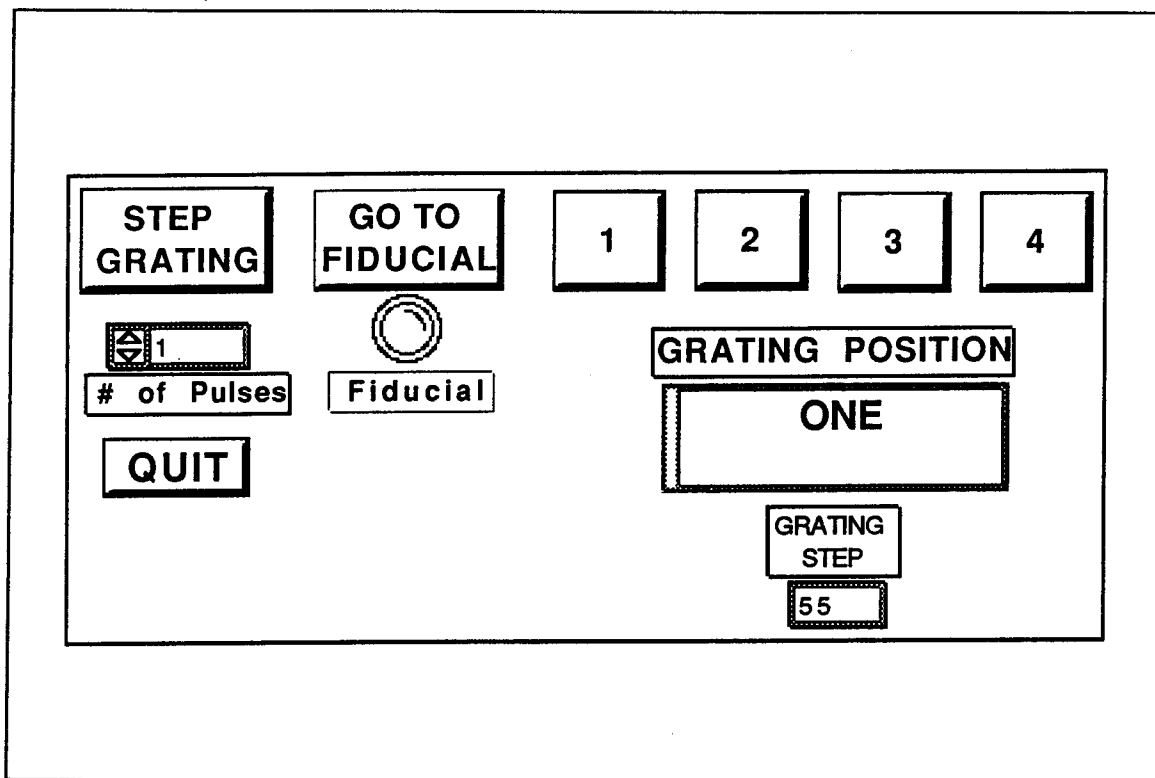 STEP
GRATING
GO TO
FIDUCIAL
1
2
3
4
1
# of Pulses
Fiducial
GRATING POSITION
ONE
QUIT
GRATING
STEP
55